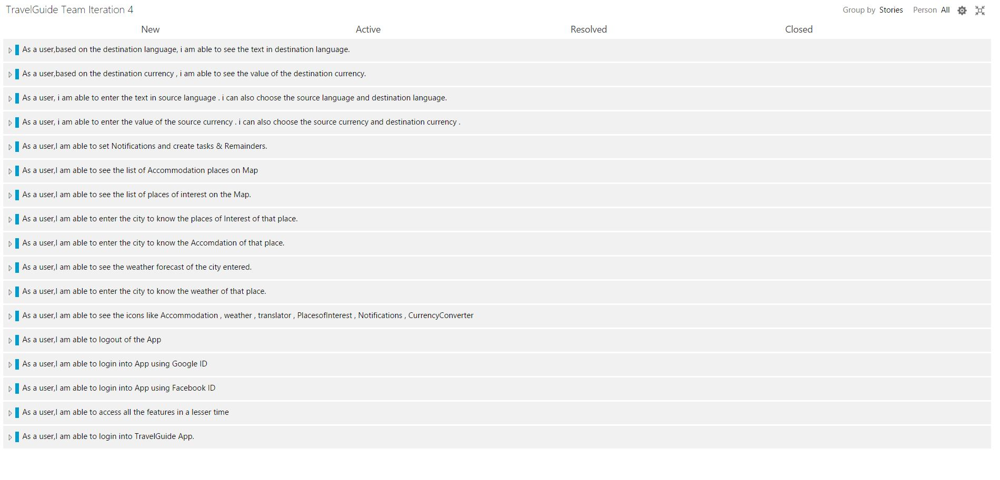 TravelGuide Team Iteration 4
Group by Stories Person All
New Active Resolved Closed
As a user,based on the destination language, i am able to see the text in destination language.
As a user,based on the destination currency , i am able to see the value of the destination currency.
As a user, i am able to enter the text in source language . i can also choose the source language and destination language.
As a user, i am able to enter the value of the source currency . i can also choose the source currency and destination currency .
As a user,I am able to set Notifications and create tasks & Remainders.
As a user,I am able to see the list of Accommodation places on Map
As a user,I am able to see the list of places of interest on the Map.
As a user,I am able to enter the city to know the places of Interest of that place.
As a user,I am able to enter the city to know the Accomdation of that place.
As a user,I am able to see the weather forecast of the city entered.
As a user,I am able to enter the city to know the weather of that place.
As a user,I am able to see the icons like Accommodation , weather , translator , PlacesofInterest , Notifications , CurrencyConverter
As a user,I am able to logout of the App
As a user,I am able to login into App using Google ID
As a user,I am able to login into App using Facebook ID
As a user,I am able to access all the features in a lesser time
As a user,I am able to login into TravelGuide App.